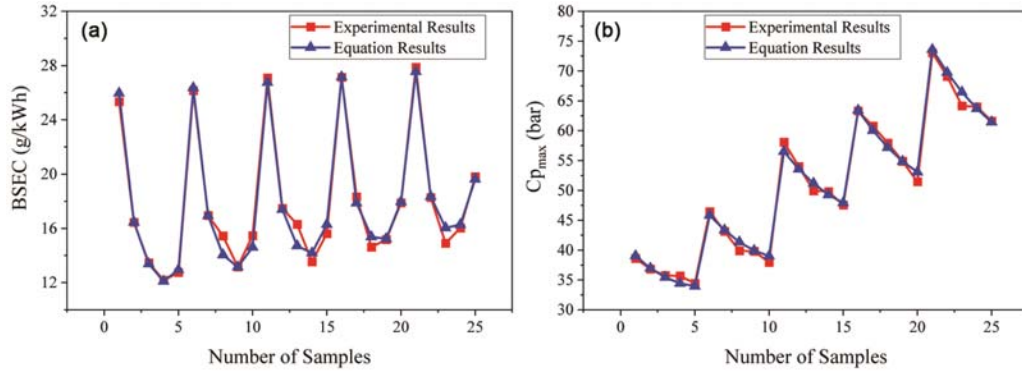 (a)
Experimental Results
Equation Results
BSEC (g/kWh)
28
24
20
16
12
0 5 10 15 20 25
Number of Samples
(b)
Experimental Results
Equation Results
Cpmax (bar)
80
75
70
65
60
55
50
45
40
35
30
0 5 10 15 20 25
Number of Samples